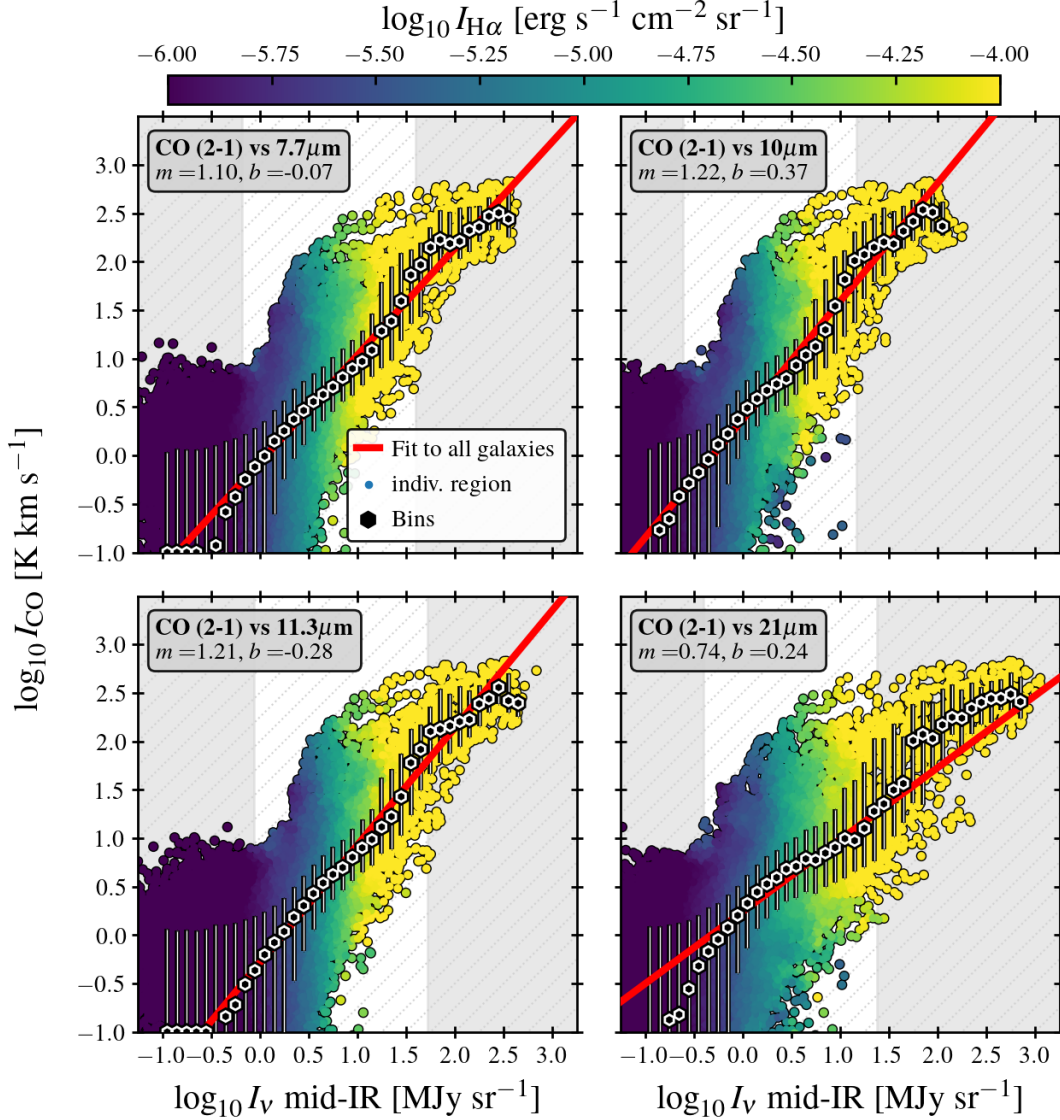 log₁₀ I_Hα [erg s⁻¹ cm⁻² sr⁻¹]
−6.00 −5.75 −5.50 −5.25 −5.00 −4.75 −4.50 −4.25 −4.00
CO (2-1) vs 7.7μm
m =1.10, b =-0.07
CO (2-1) vs 10μm
m =1.22, b =0.37
3.0
2.5
2.0
1.5
1.0
0.5
0.0
−0.5
−1.0
Fit to all galaxies
indiv. region
Bins
log₁₀ I_CO [K km s⁻¹]
CO (2-1) vs 11.3μm
m =1.21, b =-0.28
CO (2-1) vs 21μm
m =0.74, b =0.24
3.0
2.5
2.0
1.5
1.0
0.5
0.0
−0.5
−1.0
−1.0 −0.5 0.0 0.5 1.0 1.5 2.0 2.5 3.0
−1.0 −0.5 0.0 0.5 1.0 1.5 2.0 2.5 3.0
log₁₀ I_ν mid-IR [MJy sr⁻¹]
log₁₀ I_ν mid-IR [MJy sr⁻¹]